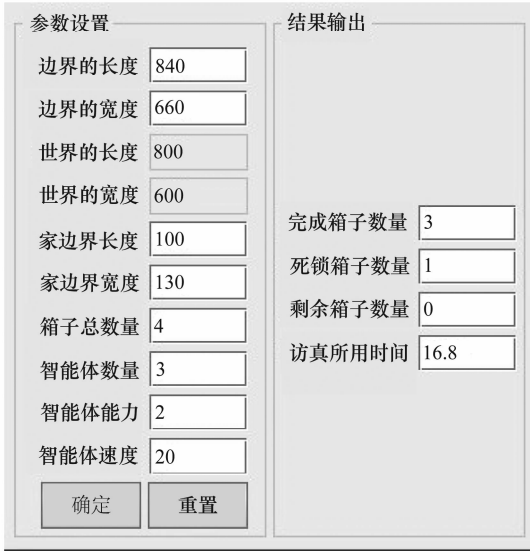 参数设置
边界的长度 840
边界的宽度 660
世界的长度 800
世界的宽度 600
家边界长度 100
家边界宽度 130
箱子总数量 4
智能体数量 3
智能体能力 2
智能体速度 20
确定 重置
结果输出
完成箱子数量 3
死锁箱子数量 1
剩余箱子数量 0
访真所用时间 16.8